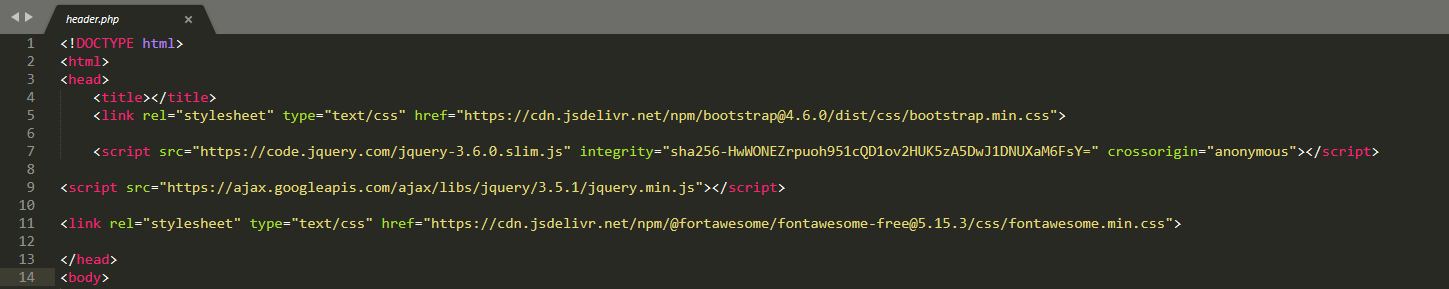 header.php
1 <!DOCTYPE html>
2 <html>
3 <head>
4 <title></title>
5 <link rel="stylesheet" type="text/css" href="https://cdn.jsdelivr.net/npm/bootstrap@4.6.0/dist/css/bootstrap.min.css">
6
7 <script src="https://code.jquery.com/jquery-3.6.0.slim.js" integrity="sha256-HwWONEZrpuoh951cQD1ov2HUK5zA5DwJ1DNUXaM6FsY=" crossorigin="anonymous"></script>
8
9 <script src="https://ajax.googleapis.com/ajax/libs/jquery/3.5.1/jquery.min.js"></script>
10
11 <link rel="stylesheet" type="text/css" href="https://cdn.jsdelivr.net/npm/@fortawesome/fontawesome-free@5.15.3/css/fontawesome.min.css">
12
13 </head>
14 <body>